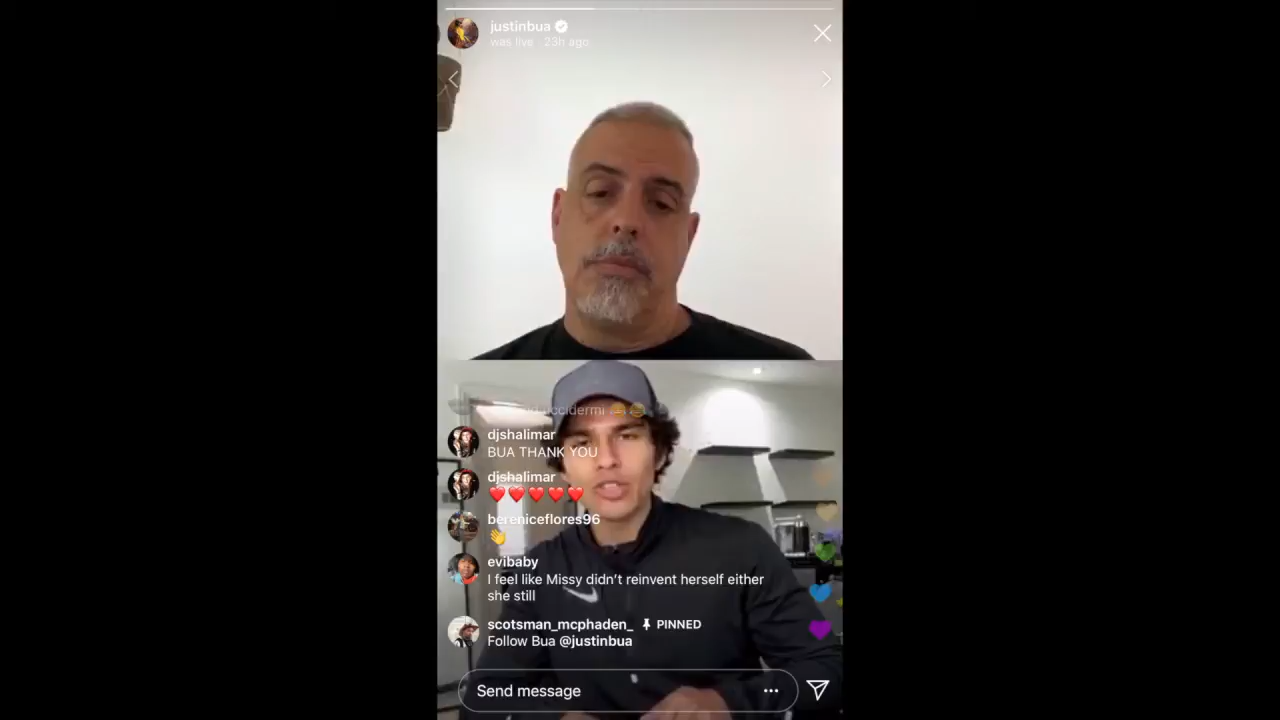 justinbua
was live · 23h ago
uccidermi 😂😂
djshalimar
BUA THANK YOU
djshalimar
❤️❤️❤️❤️❤️
bereniceflores96
👋
evibaby
I feel like Missy didn't reinvent herself either
she still
scotsman_mcphaden_ PINNED
Follow Bua @justinbua
Send message